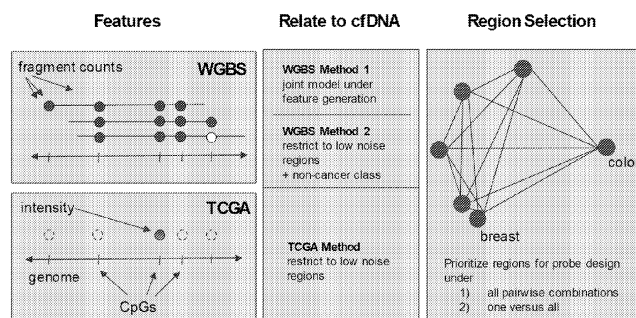 Features
Relate to cfDNA
Region Selection
fragment counts
WGBS
WGBS Method 1
joint model under
feature generation
WGBS Method 2
restrict to low noise
regions
+ non-cancer class
colo
breast
intensity
TCGA
genome
CpGs
TCGA Method
restrict to low noise
regions
Prioritize regions for probe design
under
1) all pairwise combinations
2) one versus all